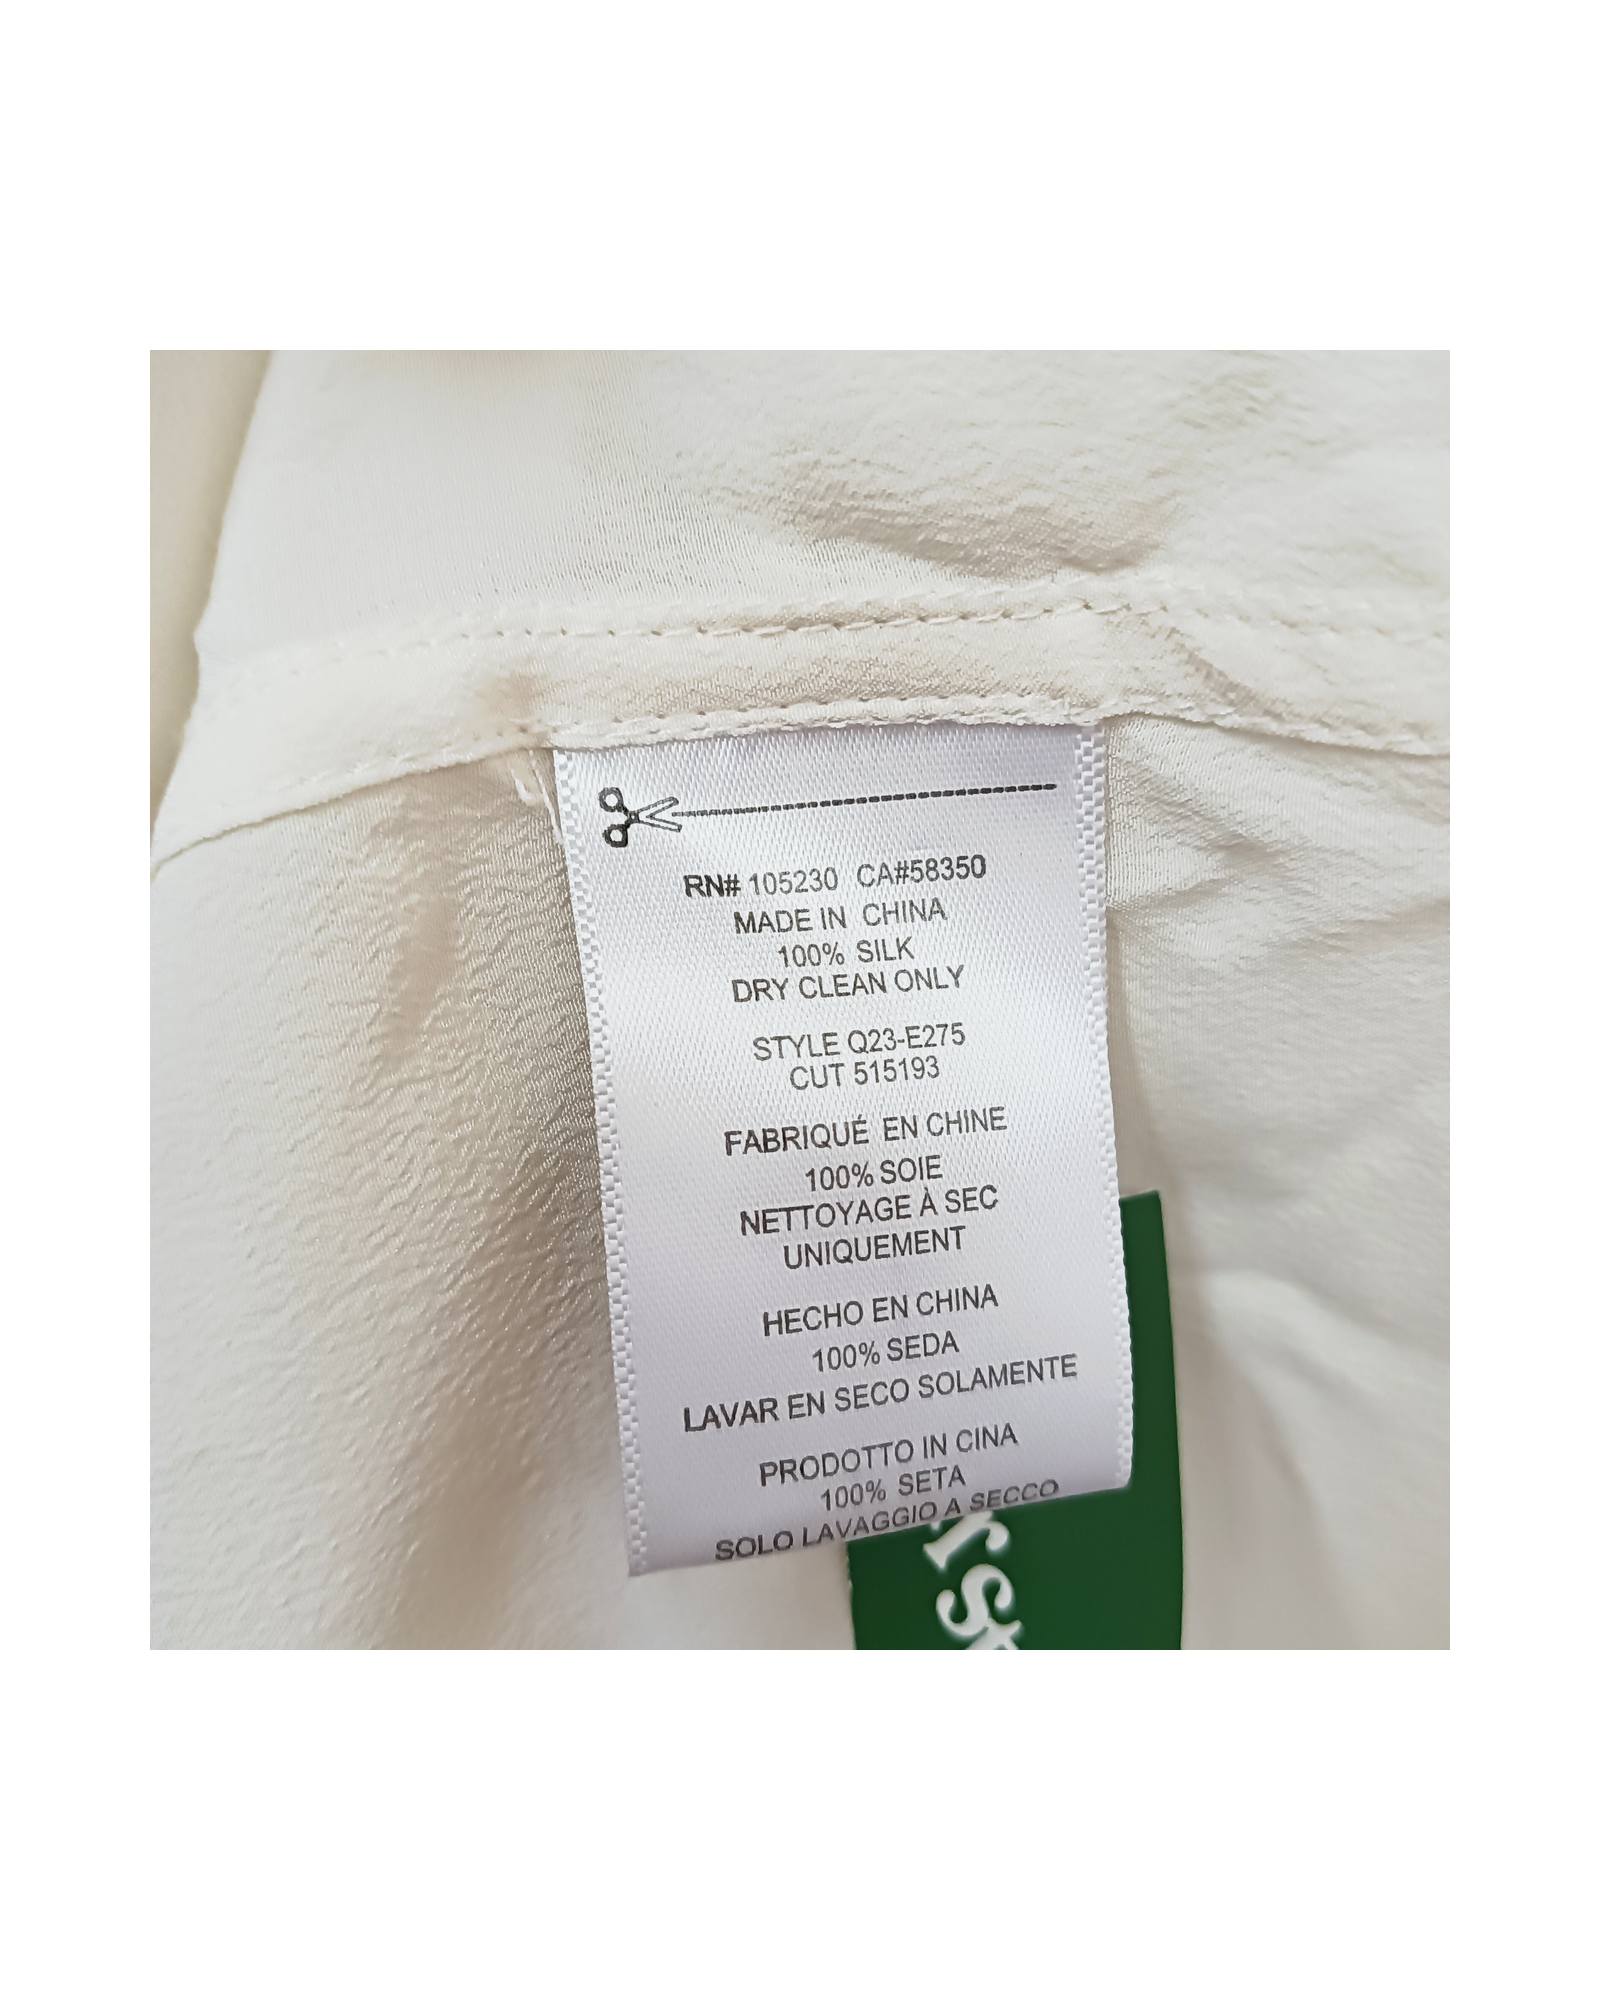 RN# 105230 CA#58350
MADE IN CHINA
100% SILK
DRY CLEAN ONLY
STYLE Q23-E275
CUT 515193
FABRIQUÉ EN CHINE
100% SOIE
NETTOYAGE À SEC
UNIQUEMENT
HECHO EN CHINA
100% SEDA
LAVAR EN SECO SOLAMENTE
PRODOTTO IN CINA
100% SETA
SOLO LAVAGGIO A SECCO